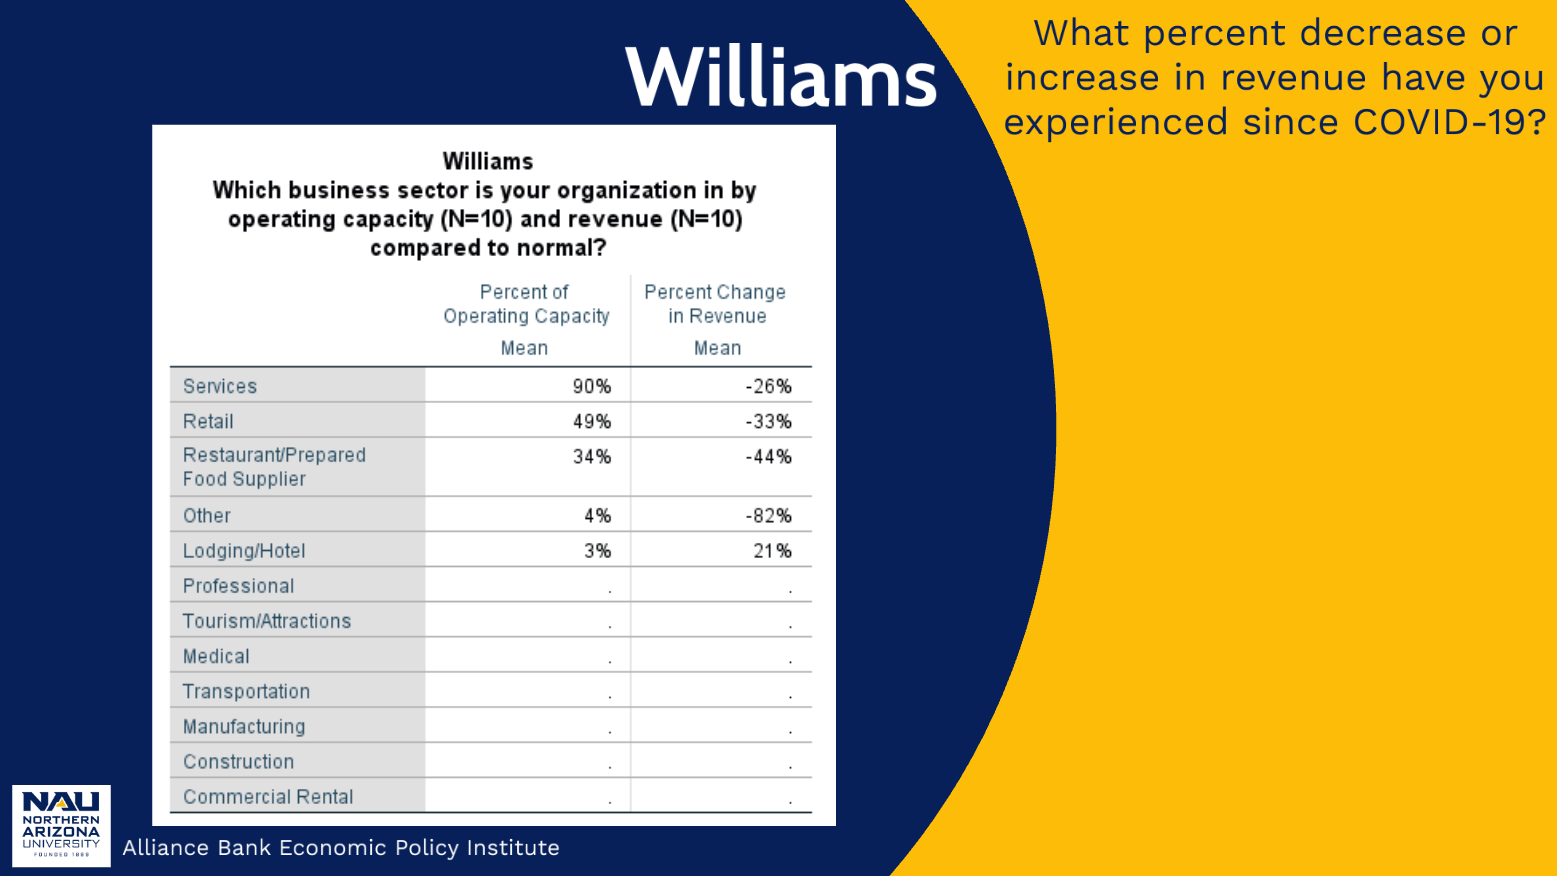 Williams
What percent decrease or
increase in revenue have you
experienced since COVID-19?
Williams
Which business sector is your organization in by
operating capacity (N=10) and revenue (N=10)
compared to normal?
Percent of Operating Capacity Percent Change in Revenue
Mean Mean
Services 90% -26%
Retail 49% -33%
Restaurant/Prepared Food Supplier 34% -44%
Other 4% -82%
Lodging/Hotel 3% 21%
Professional . .
Tourism/Attractions . .
Medical . .
Transportation . .
Manufacturing . .
Construction . .
Commercial Rental . .
NAU
NORTHERN
ARIZONA
UNIVERSITY
FOUNDED 1899
Alliance Bank Economic Policy Institute